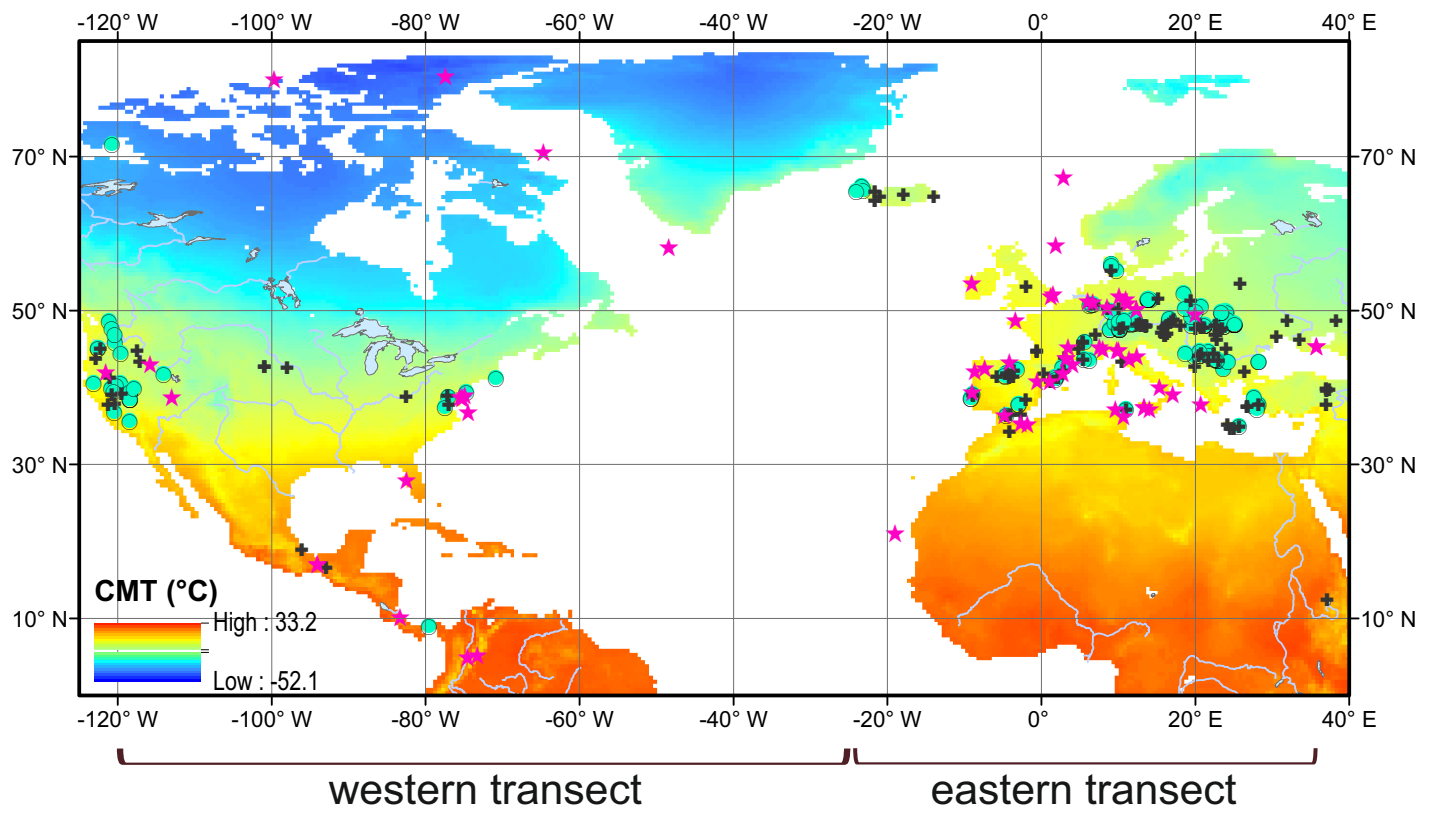 -120° W -100° W -80° W -60° W -40° W -20° W 0° 20° E 40° E
70° N 70° N
50° N 50° N
30° N 30° N
CMT (°C)
High : 33.2
10° N 10° N
=
Low : -52.1
-120° W -100° W -80° W -60° W -40° W -20° W 0° 20° E 40° E
western transect eastern transect